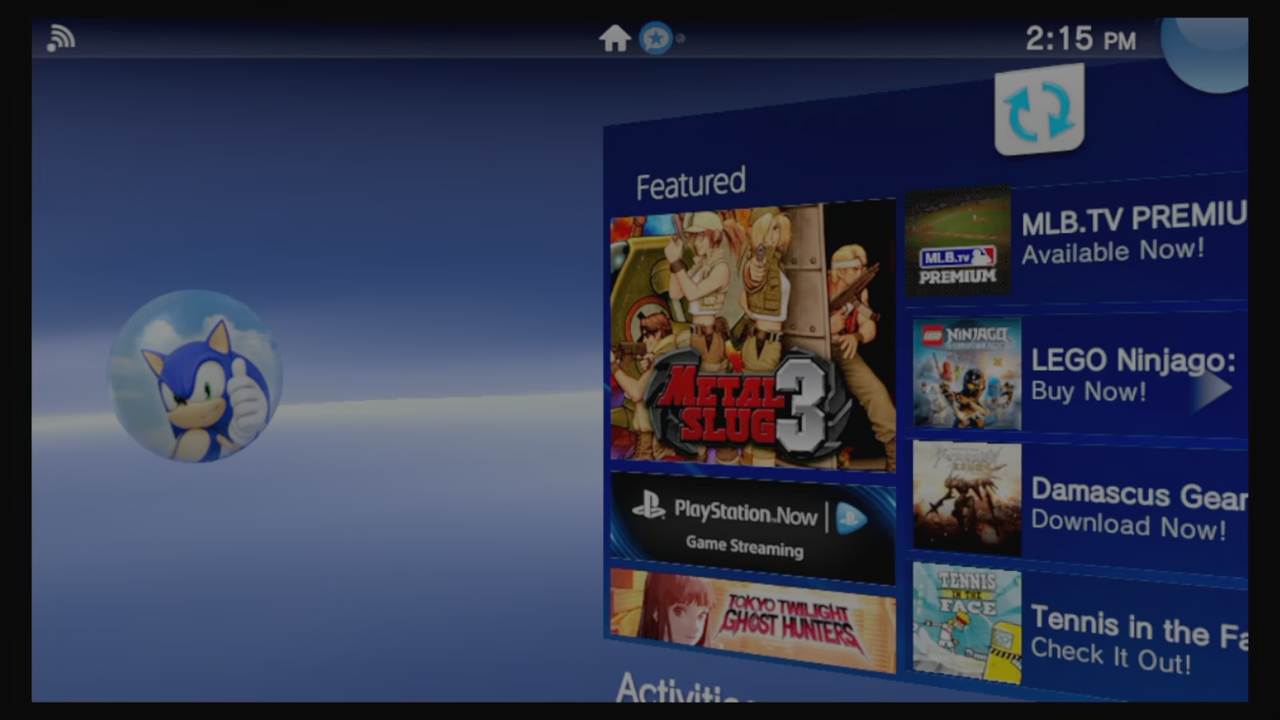 2:15 PM
Featured
METAL
SLUG 3
PlayStation Now
Game Streaming
TOKYO TWILIGHT
GHOST HUNTERS
MLB.TV
PREMIUM
MLB.TV PREMIU
Available Now!
LEGO NINJAGO
LEGO Ninjago:
Buy Now!
Damascus Gear
Download Now!
TENNIS
IN THE
FACE
Tennis in the Fa
Check It Out!
Activitie